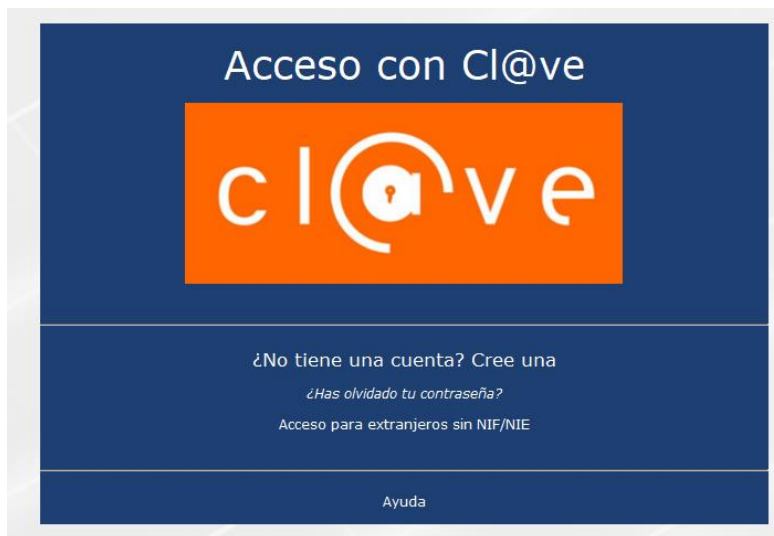 Acceso con Cl@ve
cl@ve
¿No tiene una cuenta? Cree una
¿Has olvidado tu contraseña?
Acceso para extranjeros sin NIF/NIE
Ayuda